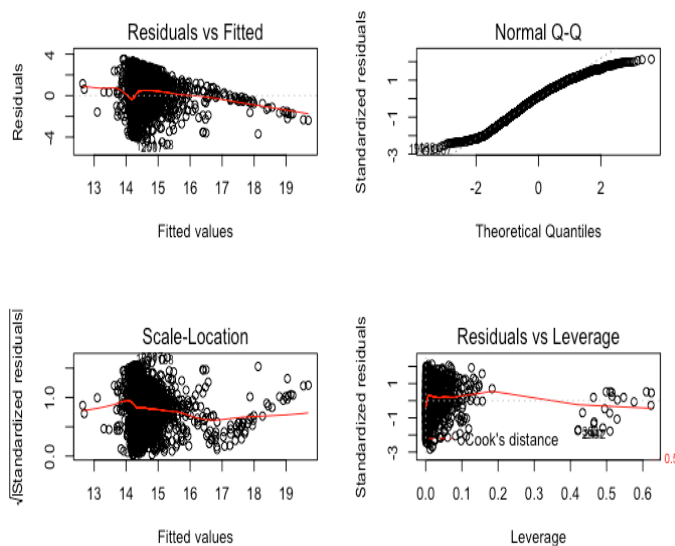 Residuals vs Fitted
Residuals
4
0
-4
13 14 15 16 17 18 19
Fitted values
Normal Q-Q
Standardized residuals
1
-1
-3
-2 0 2
Theoretical Quantiles
Scale-Location
√|Standardized residuals|
1.0
0.0
13 14 15 16 17 18 19
Fitted values
Residuals vs Leverage
Standardized residuals
1
-1
-3
Cook's distance
0.5
0.0 0.1 0.2 0.3 0.4 0.5 0.6
Leverage